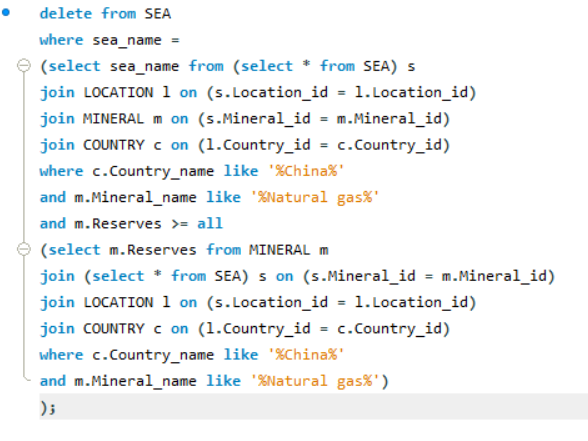 delete from SEA
where sea_name =
(select sea_name from (select * from SEA) s
join LOCATION l on (s.Location_id = l.Location_id)
join MINERAL m on (s.Mineral_id = m.Mineral_id)
join COUNTRY c on (l.Country_id = c.Country_id)
where c.Country_name like '%China%'
and m.Mineral_name like '%Natural gas%'
and m.Reserves >= all
(select m.Reserves from MINERAL m
join (select * from SEA) s on (s.Mineral_id = m.Mineral_id)
join LOCATION l on (s.Location_id = l.Location_id)
join COUNTRY c on (l.Country_id = c.Country_id)
where c.Country_name like '%China%'
and m.Mineral_name like '%Natural gas%')
);